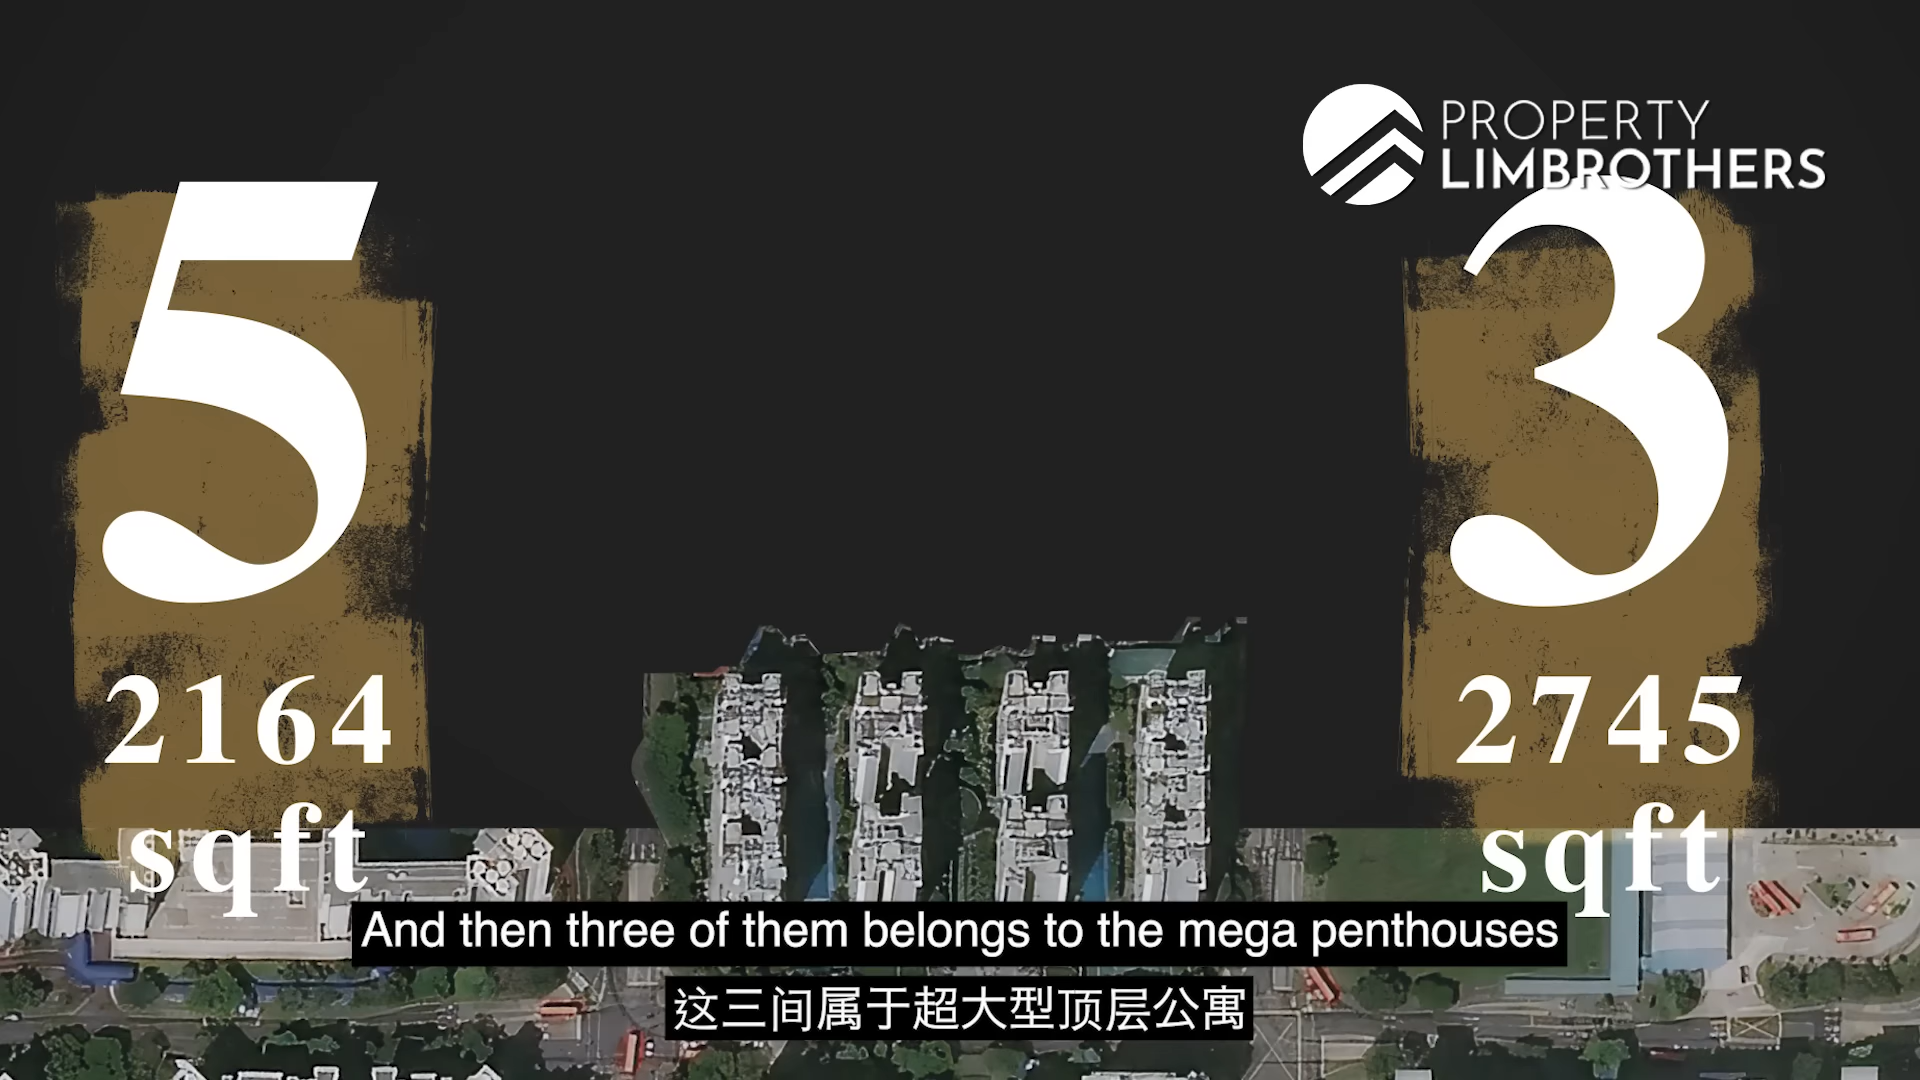 PROPERTY
LIMBROTHERS
5
2164
sqft
3
2745
sqft
And then three of them belongs to the mega penthouses
这三间属于超大型顶层公寓